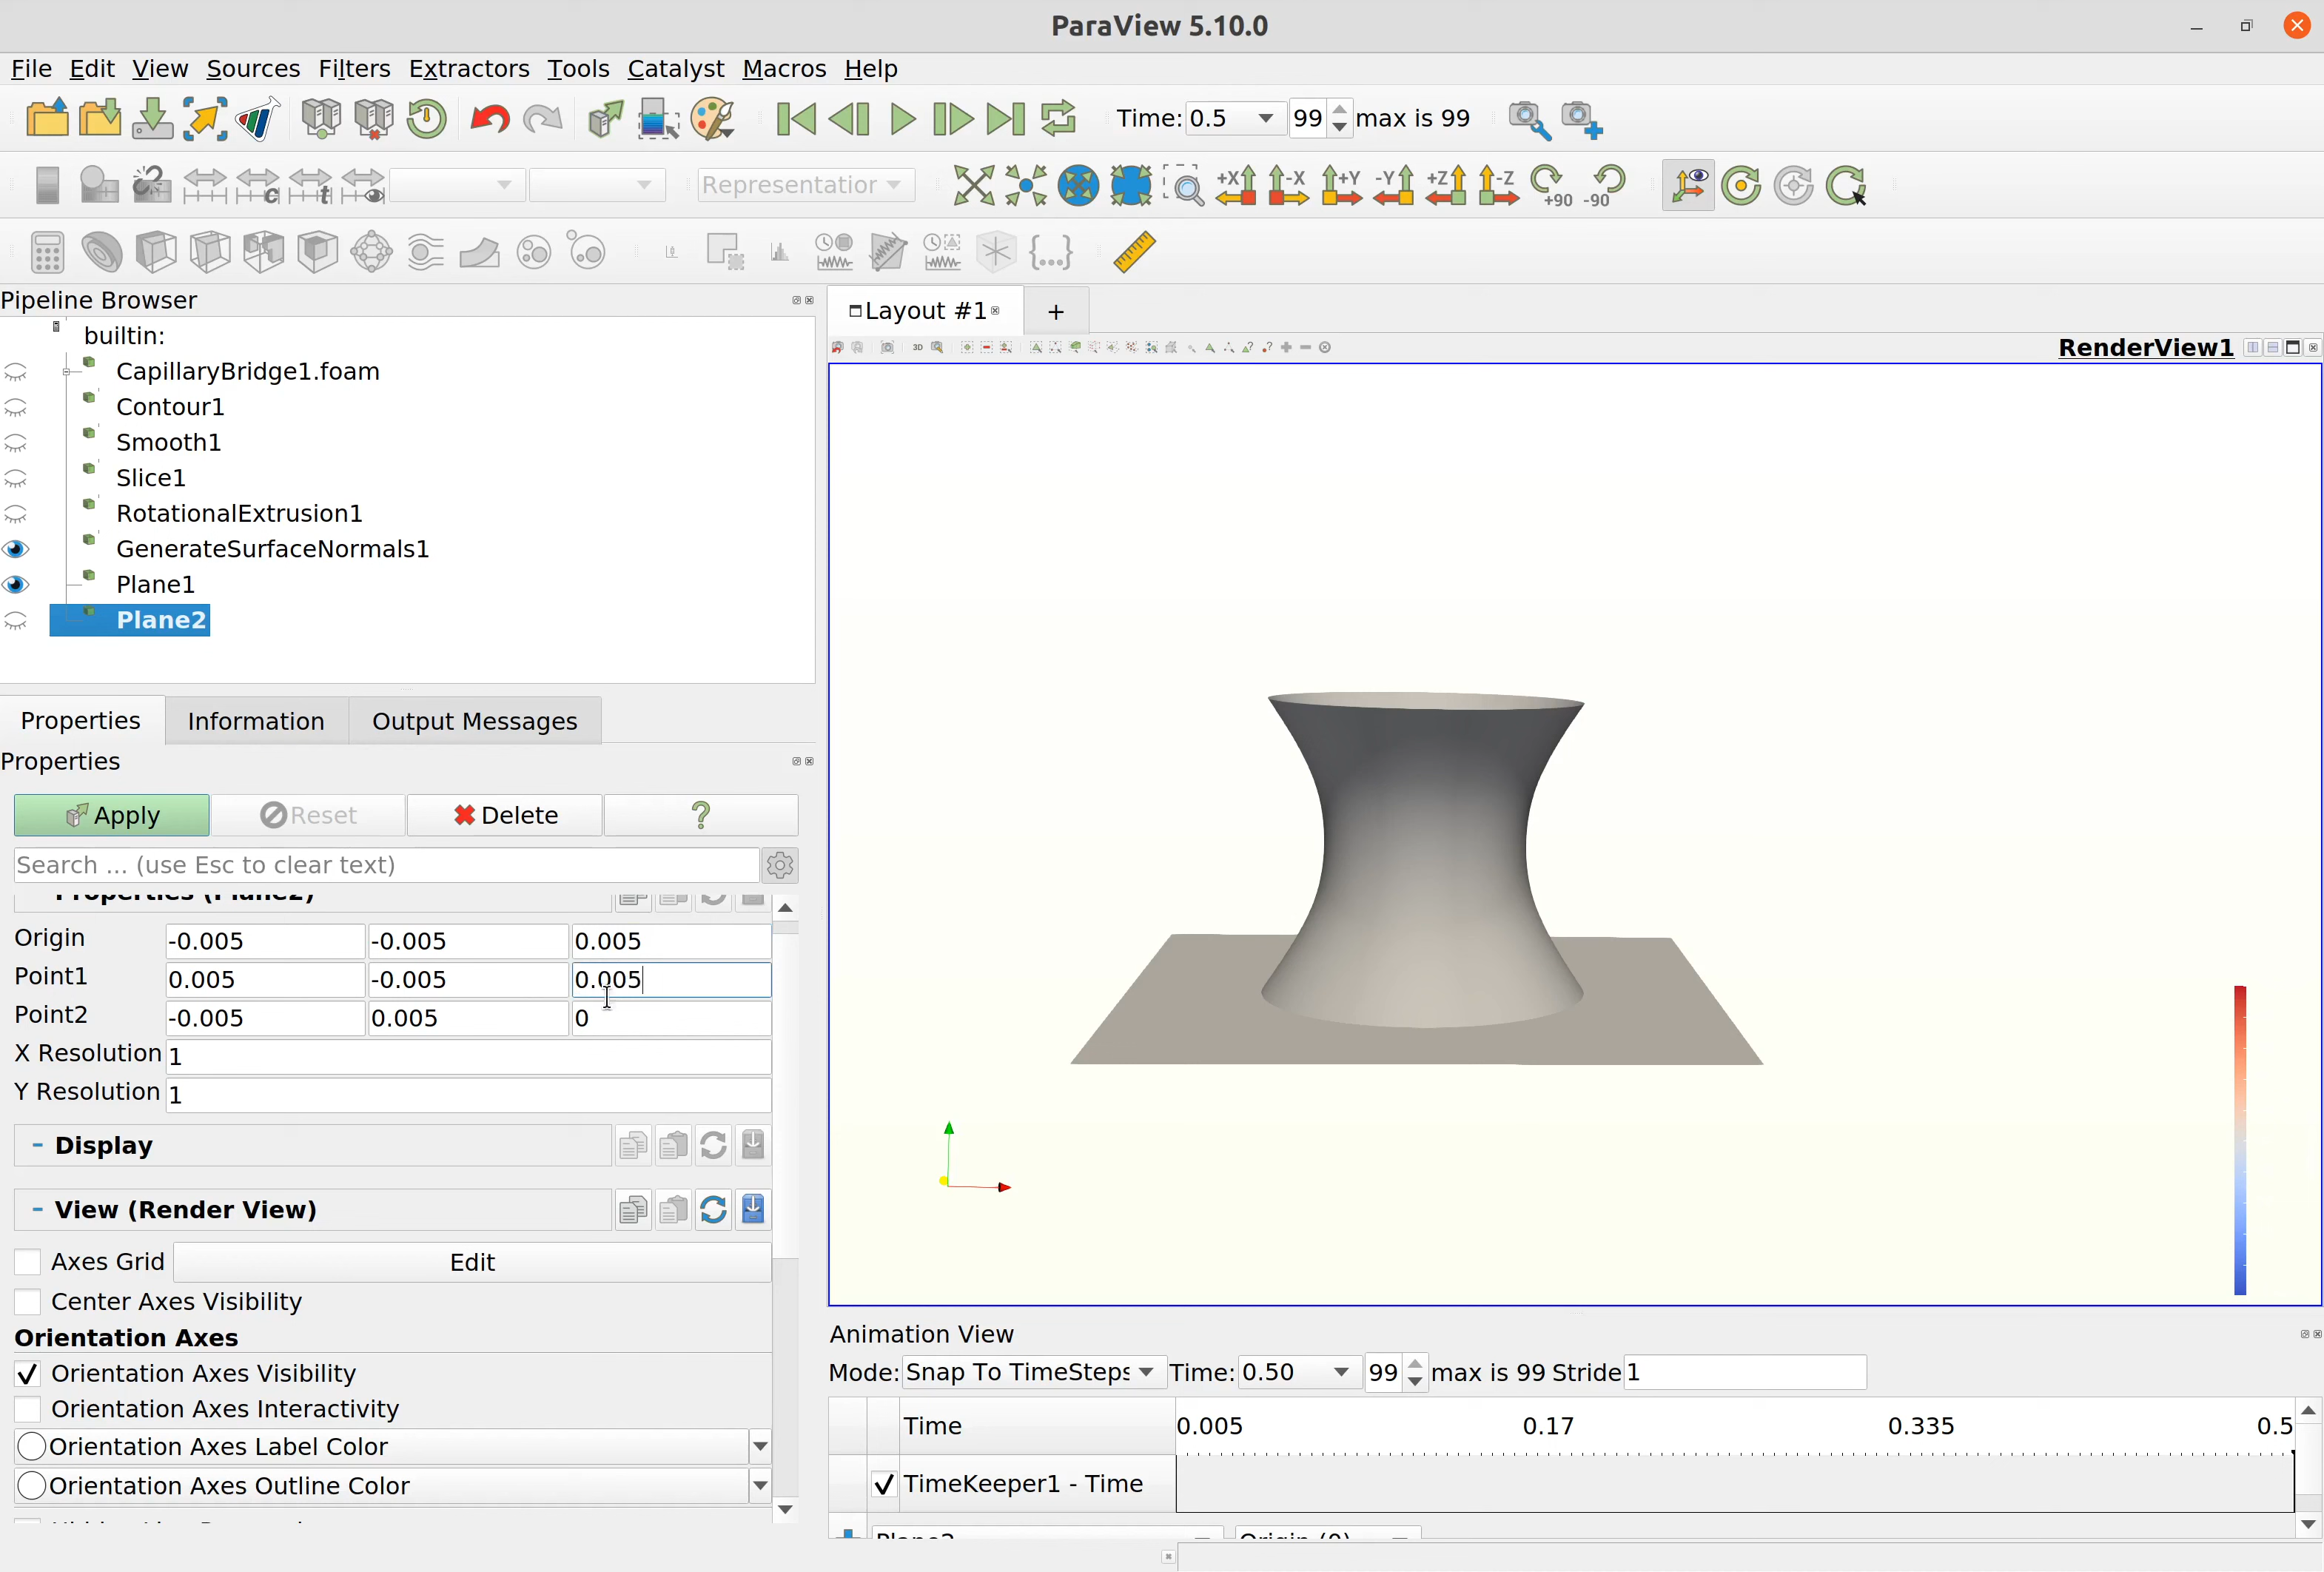 ParaView 5.10.0
File Edit View Sources Filters Extractors Tools Catalyst Macros Help
Time: 0.5 99 max is 99
c t Representation +X -X +Y -Y +Z -Z +90 -90
Pipeline Browser
Layout #1 +
builtin:
3D RenderView1
CapillaryBridge1.foam
Contour1
Smooth1
Slice1
RotationalExtrusion1
GenerateSurfaceNormals1
Plane1
Plane2
Properties Information Output Messages
Properties
Apply Reset Delete ?
Search ... (use Esc to clear text)
Properties (Plane2)
Origin -0.005 -0.005 0.005
Point1 0.005 -0.005 0.005
Point2 -0.005 0.005 0
X Resolution 1
Y Resolution 1
Display
View (Render View)
Axes Grid Edit
Center Axes Visibility
Orientation Axes
Orientation Axes Visibility
Orientation Axes Interactivity
Orientation Axes Label Color
Orientation Axes Outline Color
Animation View
Mode: Snap To TimeSteps Time: 0.50 99 max is 99 Stride 1
Time 0.005 0.17 0.335 0.5
TimeKeeper1 - Time
Plane2 Origin (0)